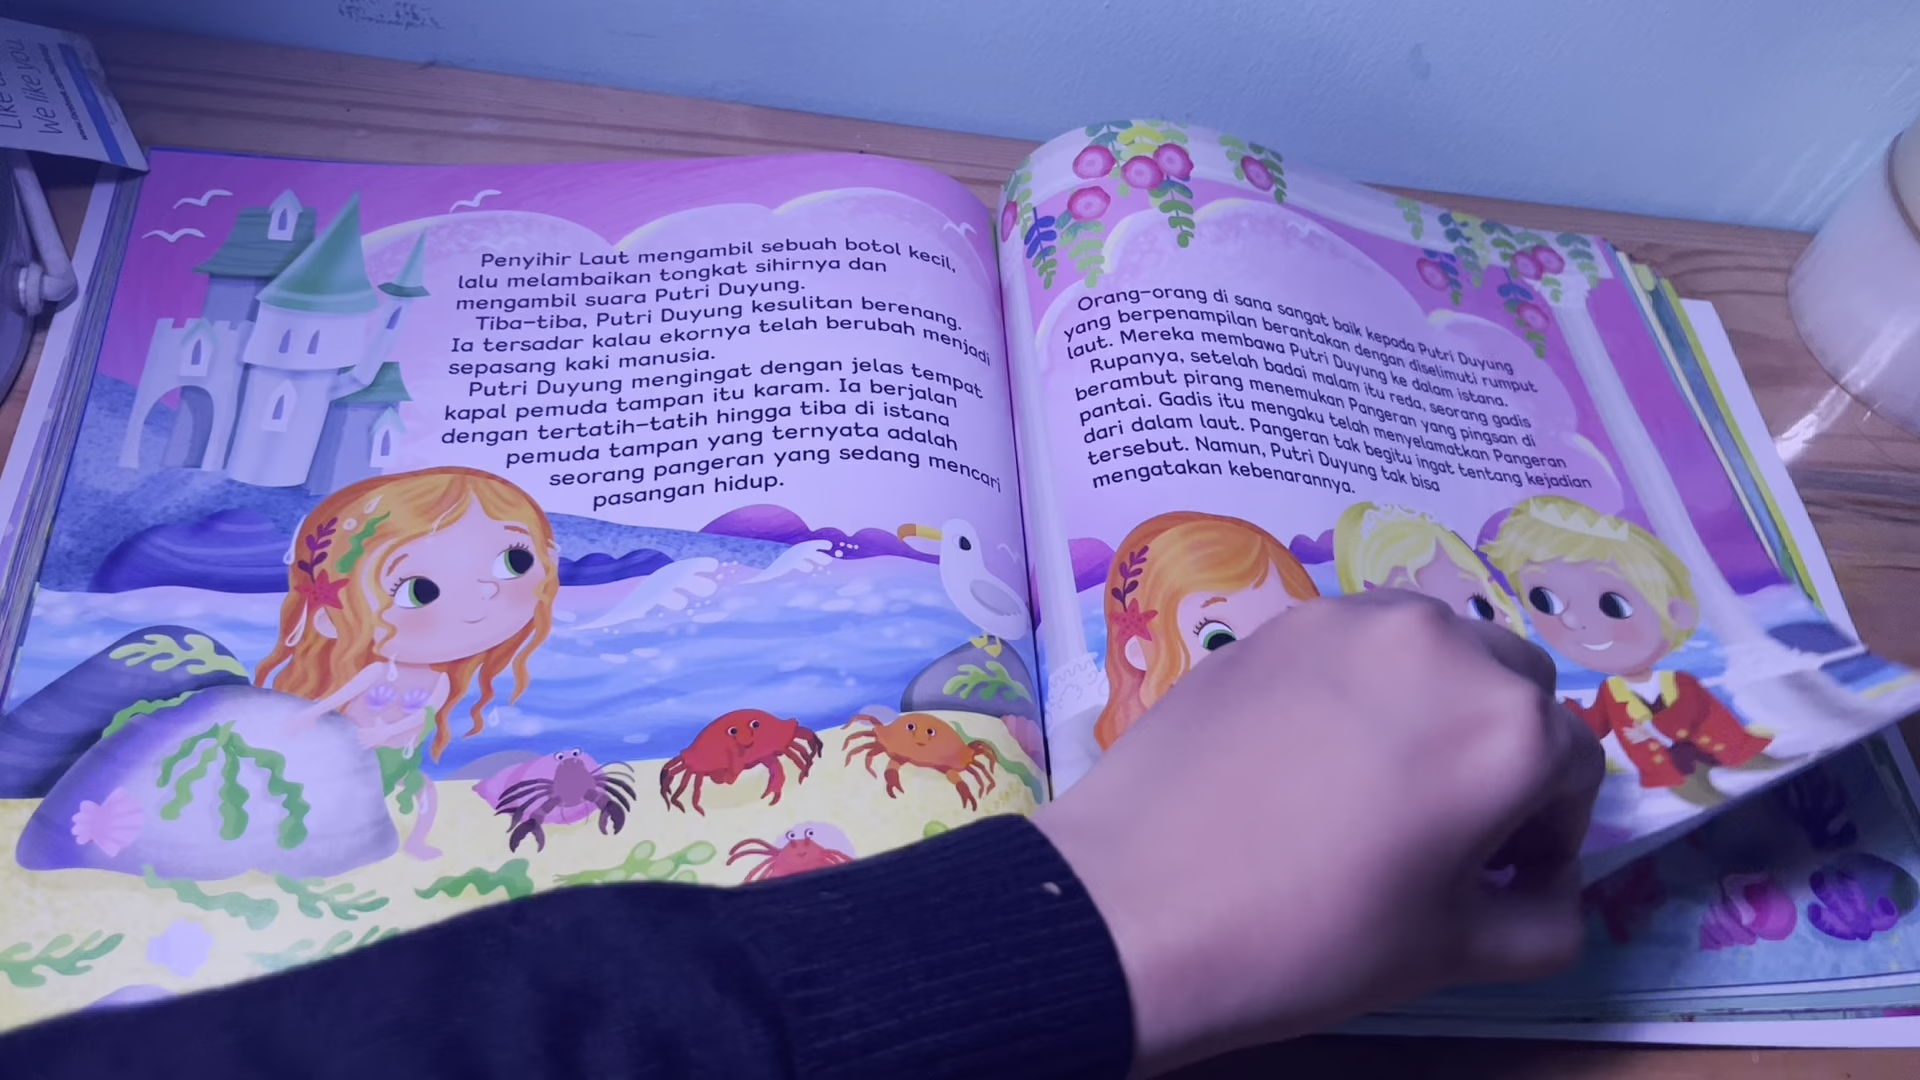 Like u
We like you
Penyihir Laut mengambil sebuah botol kecil,
lalu melambaikan tongkat sihirnya dan
mengambil suara Putri Duyung.
Tiba-tiba, Putri Duyung kesulitan berenang.
Ia tersadar kalau ekornya telah berubah menjadi
sepasang kaki manusia.
Putri Duyung mengingat dengan jelas tempat
kapal pemuda tampan itu karam. Ia berjalan
dengan tertatih-tatih hingga tiba di istana
pemuda tampan yang ternyata adalah
seorang pangeran yang sedang mencari
pasangan hidup.
Orang-orang di sana sangat baik kepada Putri Duyung
yang berpenampilan berantakan dengan diselimuti rumput
laut. Mereka membawa Putri Duyung ke dalam istana.
Rupanya, setelah badai malam itu reda, seorang gadis
berambut pirang menemukan Pangeran yang pingsan di
pantai. Gadis itu mengaku telah menyelamatkan Pangeran
dari dalam laut. Pangeran tak begitu ingat tentang kejadian
tersebut. Namun, Putri Duyung tak bisa
mengatakan kebenarannya.